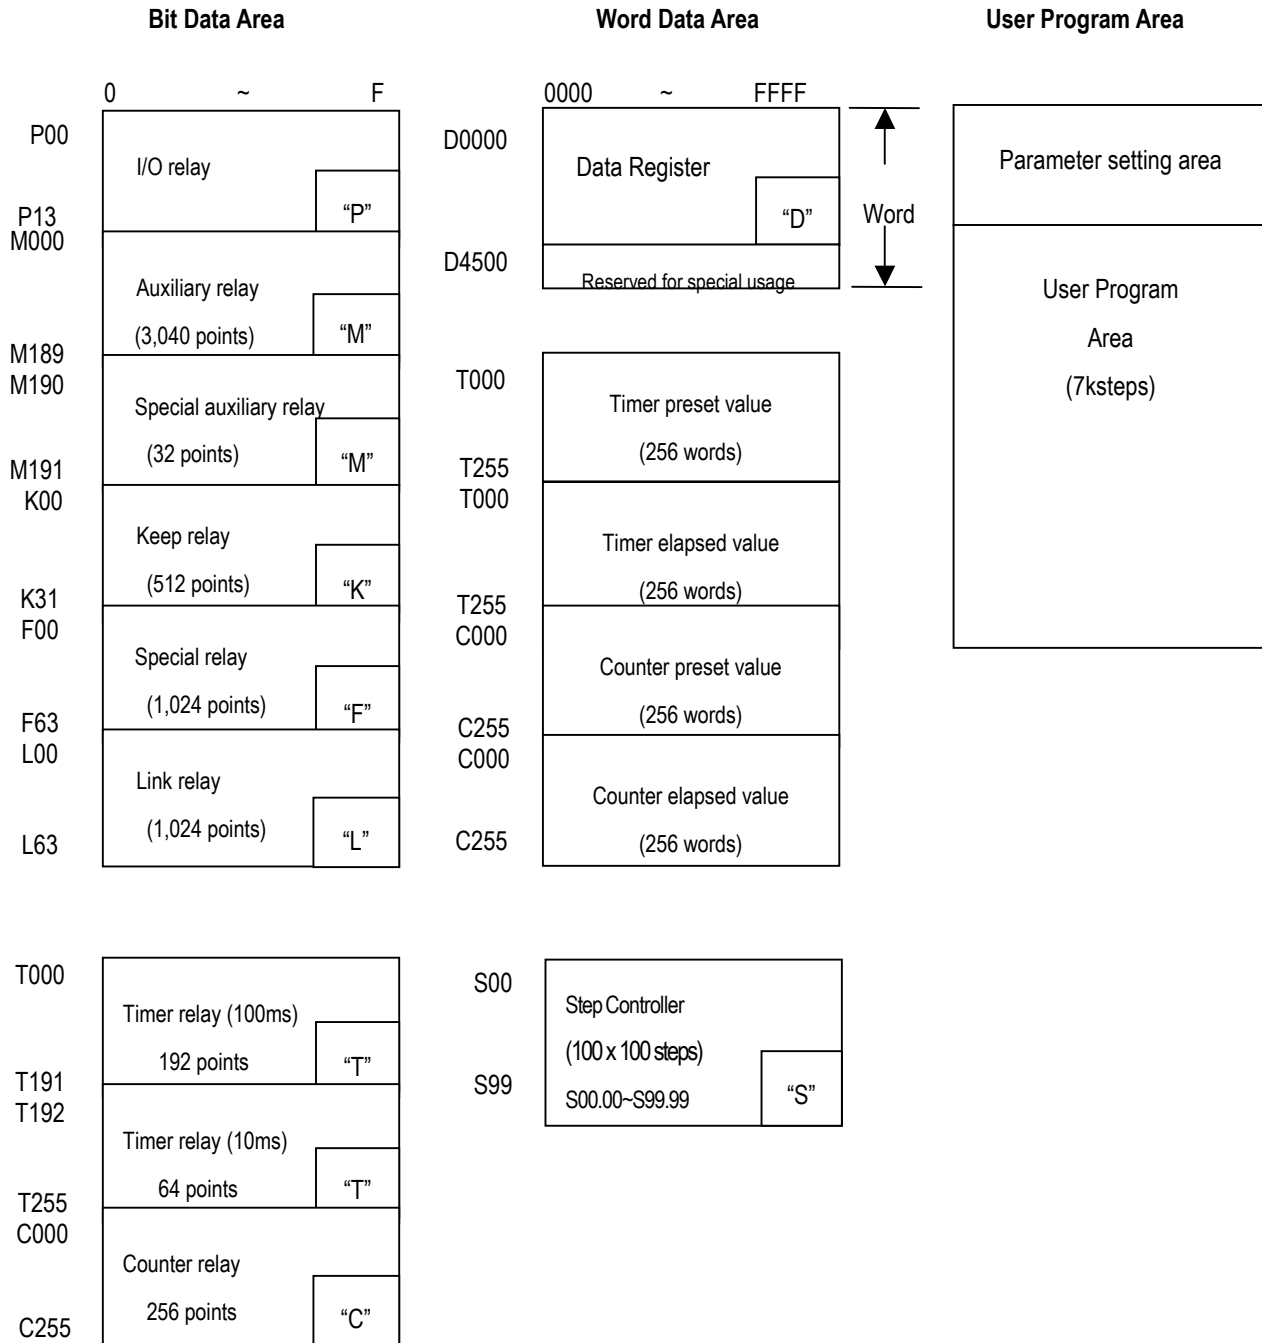 Bit Data Area
0 ~ F
P00
I/O relay
“P”
P13
M000
Auxiliary relay
(3,040 points)
“M”
M189
M190
Special auxiliary relay
(32 points)
“M”
M191
K00
Keep relay
(512 points)
“K”
K31
F00
Special relay
(1,024 points)
“F”
F63
L00
Link relay
(1,024 points)
“L”
L63
T000
Timer relay (100ms)
192 points
“T”
T191
T192
Timer relay (10ms)
64 points
“T”
T255
C000
Counter relay
256 points
“C”
C255
Word Data Area
0000 ~ FFFF
D0000
Data Register
“D”
Word
D4500
Reserved for special usage
T000
Timer preset value
(256 words)
T255
T000
Timer elapsed value
(256 words)
T255
C000
Counter preset value
(256 words)
C255
C000
Counter elapsed value
(256 words)
C255
S00
Step Controller
(100 x 100 steps)
S00.00~S99.99
“S”
S99
User Program Area
Parameter setting area
User Program
Area
(7ksteps)